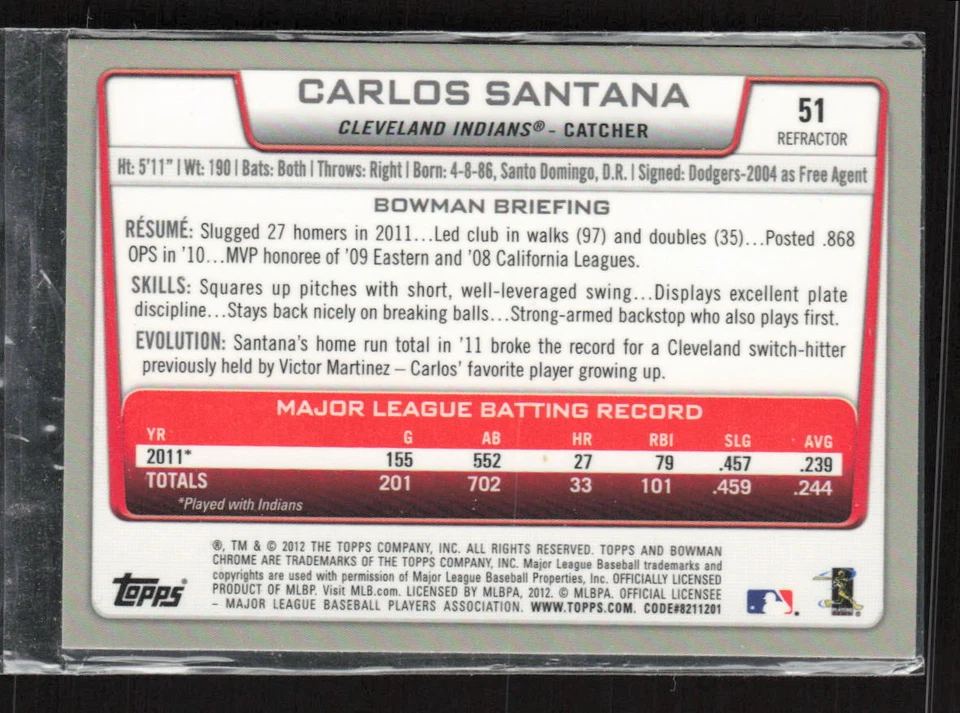 CARLOS SANTANA
CLEVELAND INDIANS® - CATCHER
51
REFRACTOR
Ht: 5'11" | Wt: 190 | Bats: Both | Throws: Right | Born: 4-8-86, Santo Domingo, D.R. | Signed: Dodgers-2004 as Free Agent
BOWMAN BRIEFING
RÉSUMÉ: Slugged 27 homers in 2011...Led club in walks (97) and doubles (35)...Posted .868
OPS in '10...MVP honoree of '09 Eastern and '08 California Leagues.
SKILLS: Squares up pitches with short, well-leveraged swing...Displays excellent plate
discipline...Stays back nicely on breaking balls...Strong-armed backstop who also plays first.
EVOLUTION: Santana's home run total in '11 broke the record for a Cleveland switch-hitter
previously held by Victor Martinez – Carlos' favorite player growing up.
MAJOR LEAGUE BATTING RECORD
YR G AB HR RBI SLG AVG
2011* 155 552 27 79 .457 .239
TOTALS 201 702 33 101 .459 .244
*Played with Indians
®, TM & © 2012 THE TOPPS COMPANY, INC. ALL RIGHTS RESERVED. TOPPS AND BOWMAN
CHROME ARE TRADEMARKS OF THE TOPPS COMPANY, INC. Major League Baseball trademarks and
copyrights are used with permission of Major League Baseball Properties, Inc. OFFICIALLY LICENSED
PRODUCT OF MLBP. Visit MLB.com. LICENSED BY MLBPA, 2012. © MLBPA. OFFICIAL LICENSEE
– MAJOR LEAGUE BASEBALL PLAYERS ASSOCIATION. WWW.TOPPS.COM. CODE#8211201
Topps®